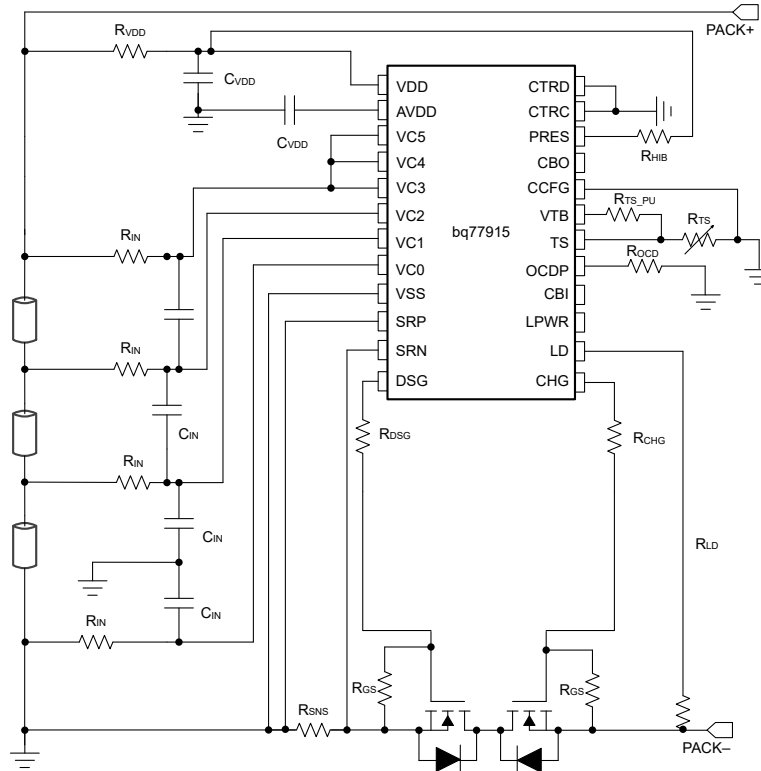 PACK+
RVDD
CVDD
CVDD
VDD
AVDD
VC5
VC4
VC3
VC2
VC1
VC0
VSS
SRP
SRN
DSG
bq77915
CTRD
CTRC
PRES
CBO
CCFG
VTB
TS
OCDP
CBI
LPWR
LD
CHG
RHIB
RTS_PU
RTS
ROCD
RIN
RIN
CIN
RIN
CIN
CIN
RIN
RDSG
RCHG
RLD
RGS
RGS
RSNS
PACK–